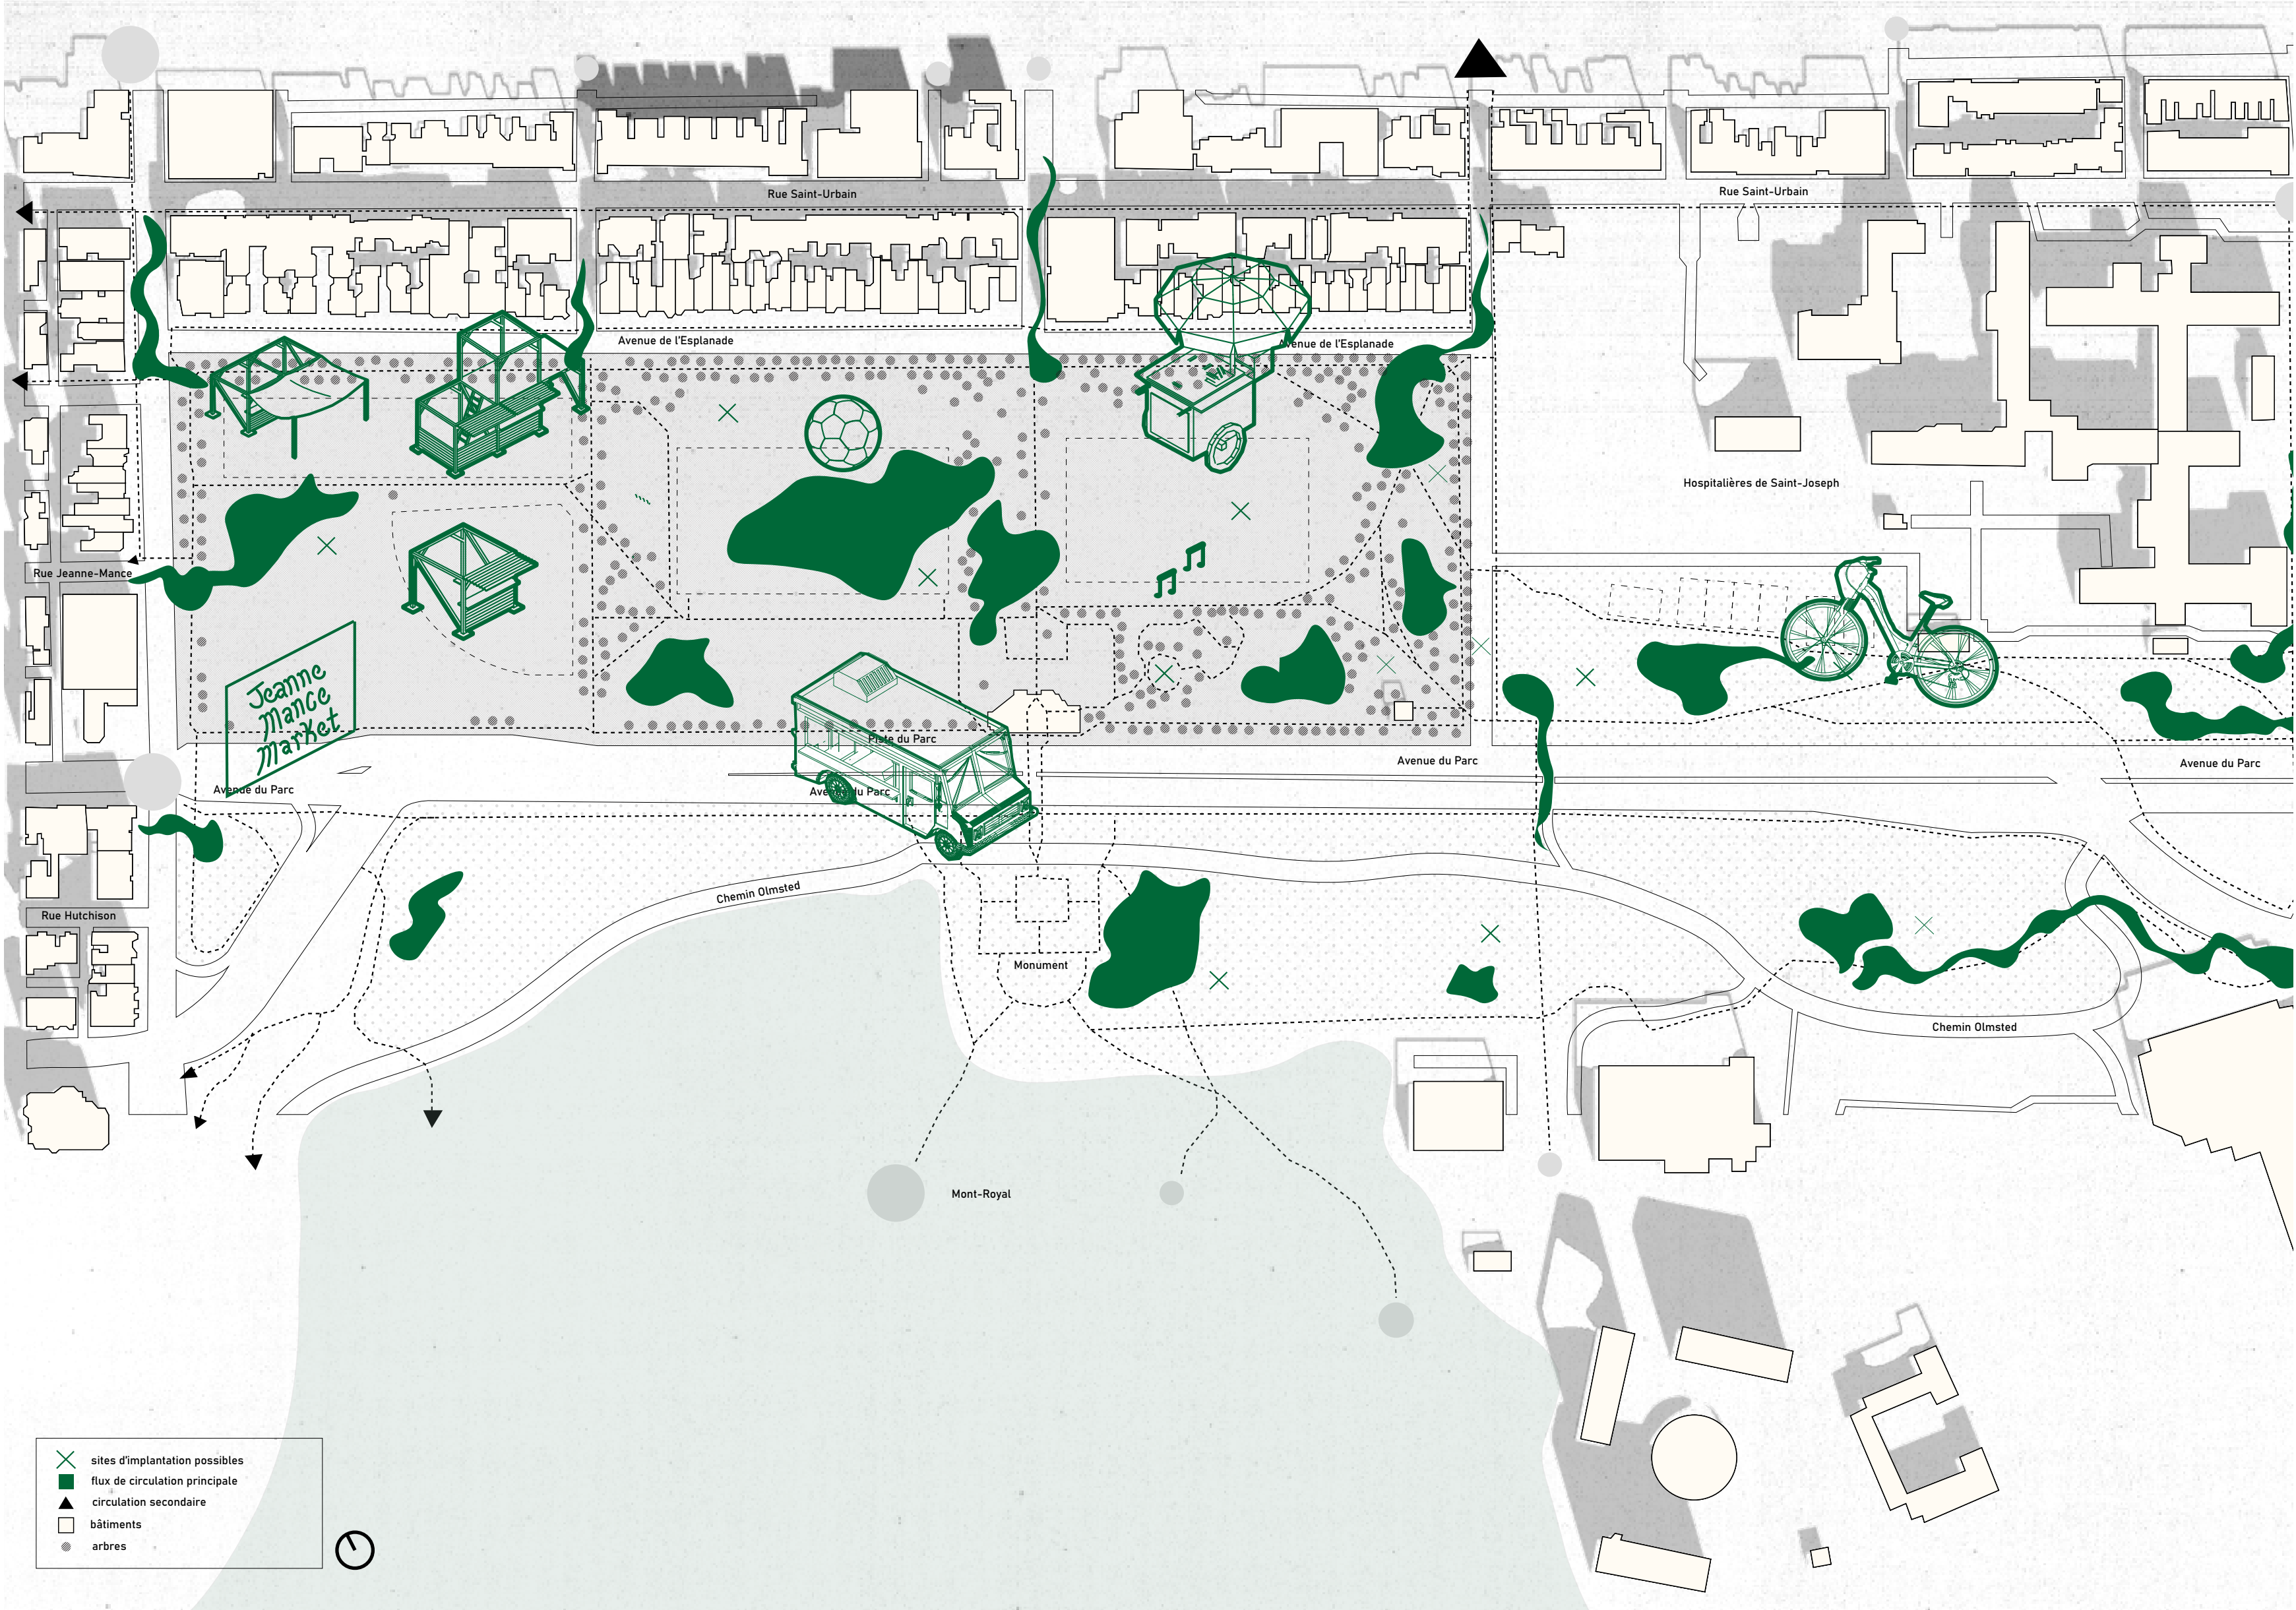 Rue Saint-Urbain
Rue Saint-Urbain
Avenue de l'Esplanade
Avenue de l'Esplanade
Hospitalières de Saint-Joseph
Rue Jeanne-Mance
Jeanne
Mance
Market
Piste du Parc
Avenue du Parc
Avenue du Parc
Avenue du Parc
Avenue du Parc
Chemin Olmsted
Rue Hutchison
Monument
Chemin Olmsted
Mont-Royal
sites d'implantation possibles
flux de circulation principale
circulation secondaire
bâtiments
arbres